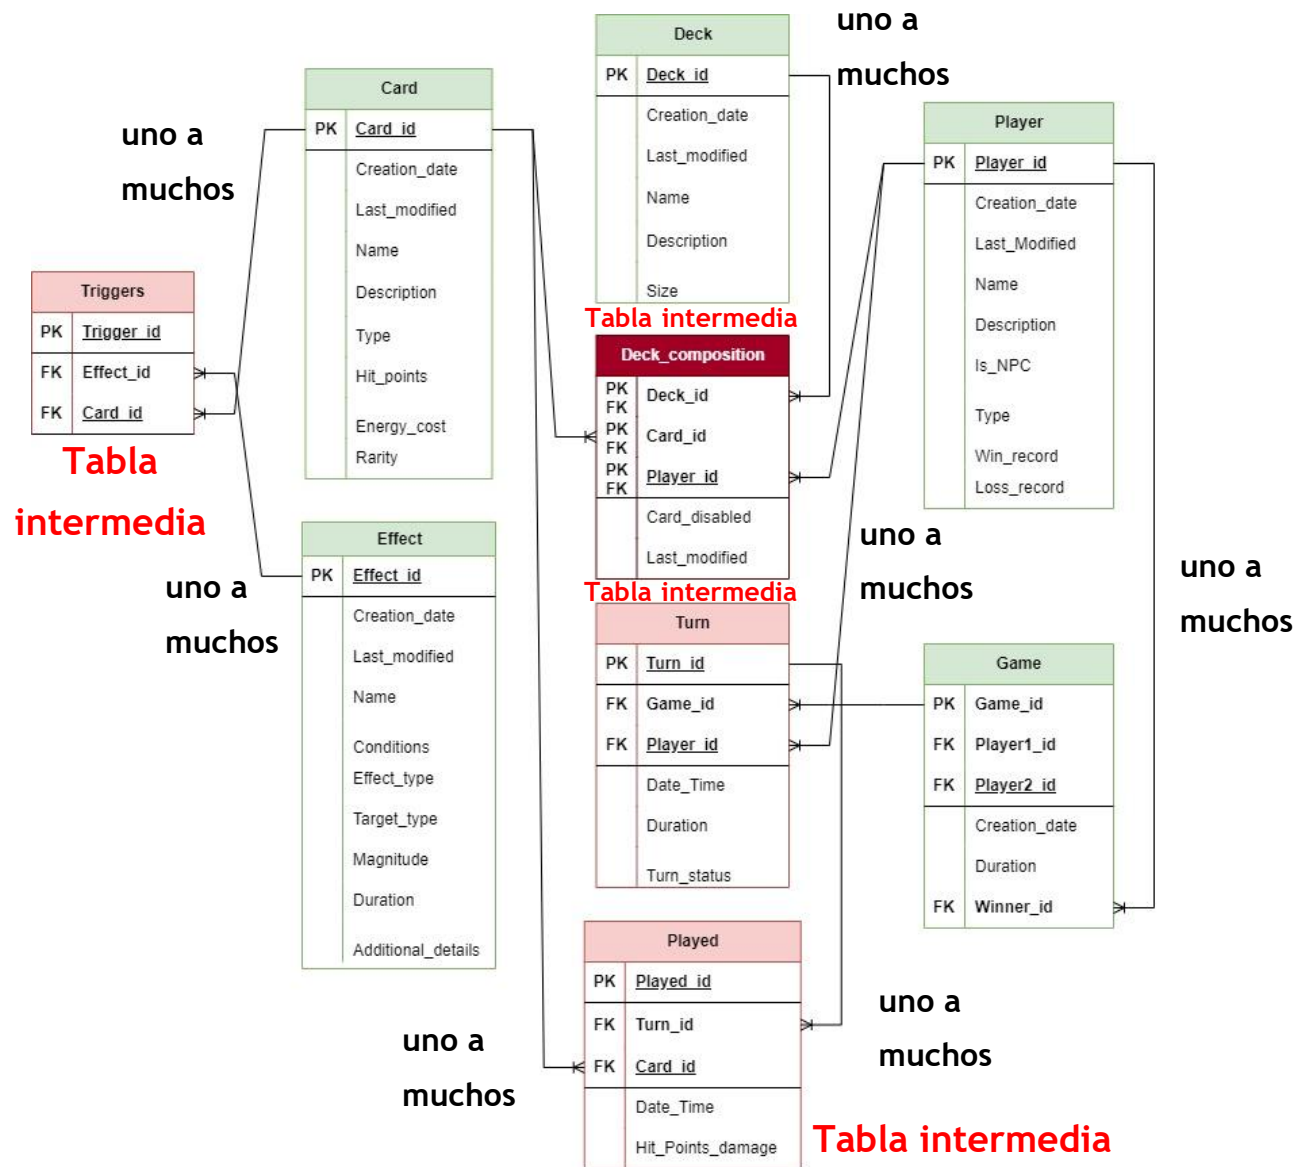 uno a
muchos
Deck
PK Deck_id
Creation_date
Last_modified
Name
Description
Size
Tabla intermedia
Card
PK Card_id
Creation_date
Last_modified
Name
Description
Type
Hit_points
Energy_cost
Rarity
uno a
muchos
Player
PK Player_id
Creation_date
Last_Modified
Name
Description
Is_NPC
Type
Win_record
Loss_record
Triggers
PK Trigger_id
FK Effect_id
FK Card_id
Tabla
intermedia
Deck_composition
PK
FK Deck_id
PK
FK Card_id
PK
FK Player_id
Card_disabled
Last_modified
Tabla intermedia
Effect
PK Effect_id
Creation_date
Last_modified
Name
Conditions
Effect_type
Target_type
Magnitude
Duration
Additional_details
uno a
muchos
uno a
muchos
uno a
muchos
Turn
PK Turn_id
FK Game_id
FK Player_id
Date_Time
Duration
Turn_status
Game
PK Game_id
FK Player1_id
FK Player2_id
Creation_date
Duration
FK Winner_id
Played
PK Played_id
FK Turn_id
FK Card_id
Date_Time
Hit_Points_damage
uno a
muchos
uno a
muchos
Tabla intermedia